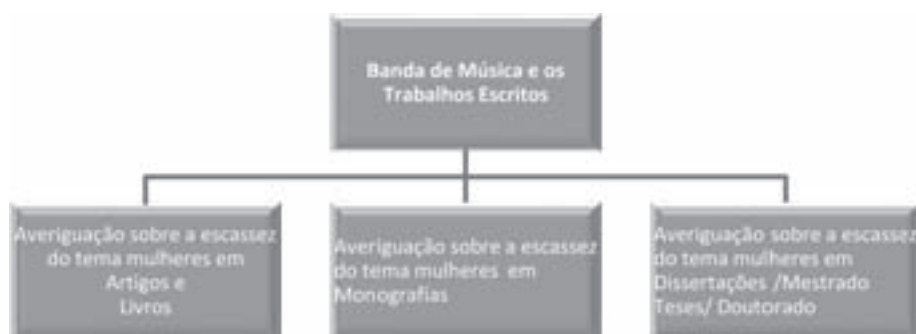 Banda de Música e os
Trabalhos Escritos
Averiguação sobre a escassez
do tema mulheres em
Artigos e
Livros
Averiguação sobre a escassez
do tema mulheres em
Monografias
Averiguação sobre a escassez
do tema mulheres em
Dissertações /Mestrado
Teses/ Doutorado